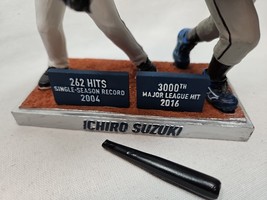 262 HITS
SINGLE-SEASON RECORD
2004
3000TH
MAJOR LEAGUE HIT
2016
ICHIRO SUZUKI